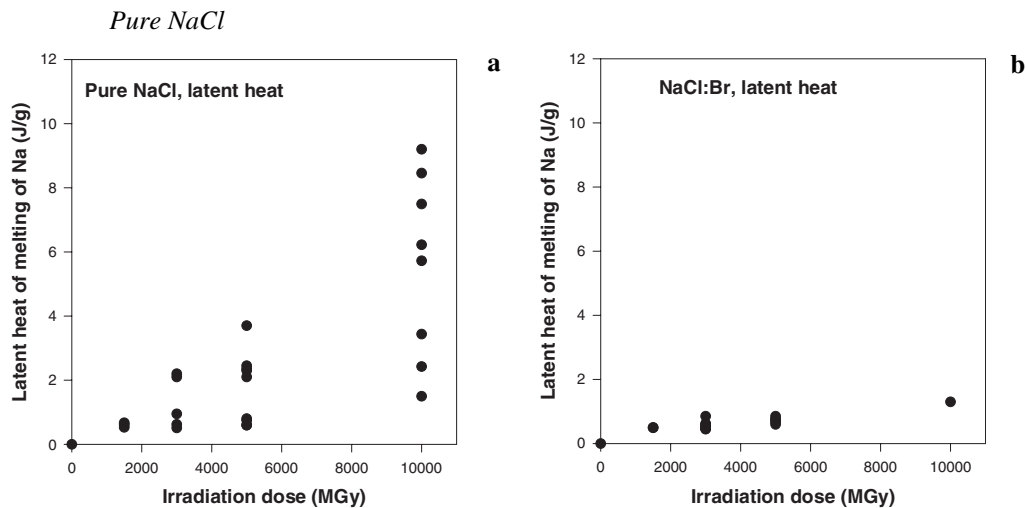 Pure NaCl
a
12
10
8
6
4
2
0
Latent heat of melting of Na (J/g)
Pure NaCl, latent heat
0 2000 4000 6000 8000 10000
Irradiation dose (MGy)
b
12
10
8
6
4
2
0
Latent heat of melting of Na (J/g)
NaCl:Br, latent heat
0 2000 4000 6000 8000 10000
Irradiation dose (MGy)